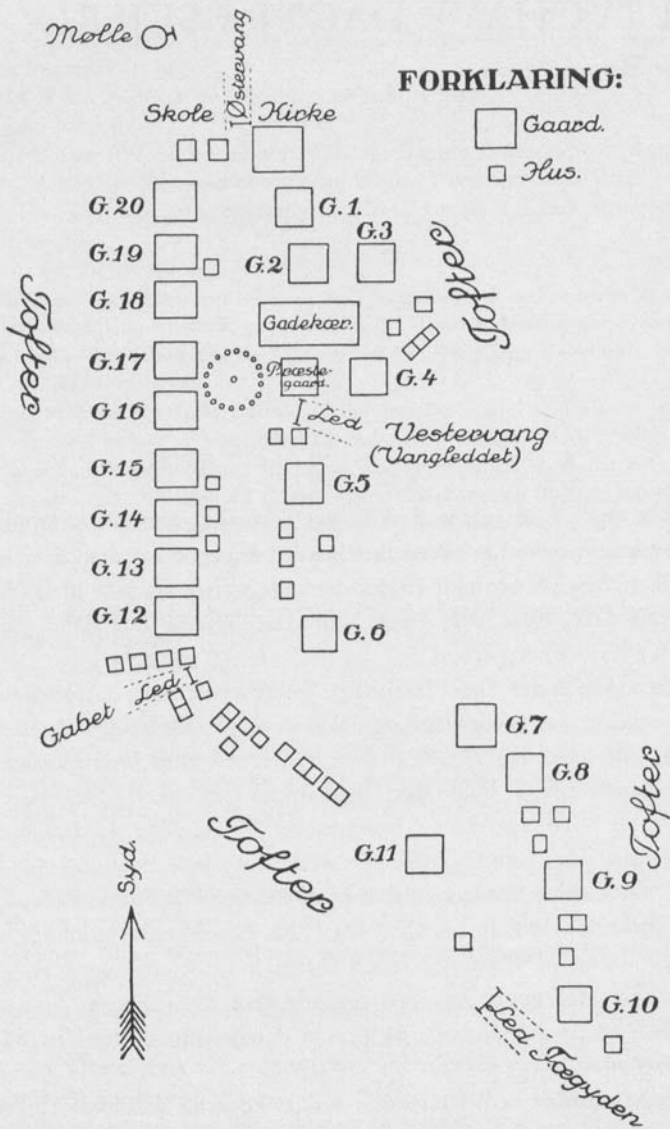 Mølle
Østervang
FORKLARING:
Skole
Kirke
Gaard.
Hus.
G. 20
G. 1.
G. 3
G. 19
G. 2
Tofter
G. 18
Tofter
Gadekær.
G. 17
Præste-
gaard.
G. 4
G. 16
Led
Vestervang
(Vangleddet)
G. 15
G. 5
G. 14
G. 13
G. 12
G. 6
Gabet
Led
G. 7
G. 8
Tofter
Tofter
G. 11
G. 9
Syd.
G. 10
Led Fægyden